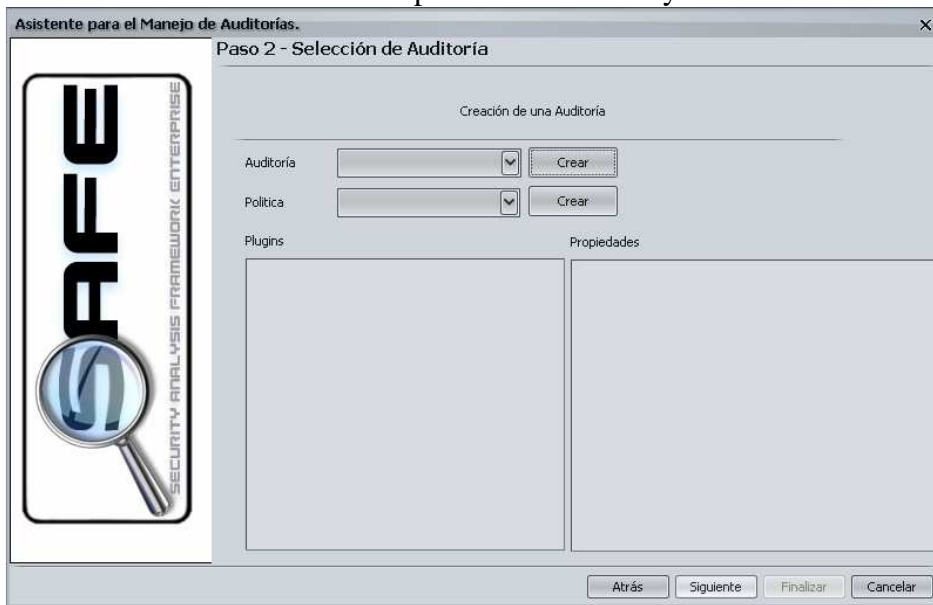 Asistente para el Manejo de Auditorías.
Paso 2 - Selección de Auditoría
SAFE
SECURITY ANALYSIS FRAMEWORK ENTERPRISE
Creación de una Auditoría
Auditoría
Crear
Politica
Crear
Plugins
Propiedades
Atrás
Siguiente
Finalizar
Cancelar